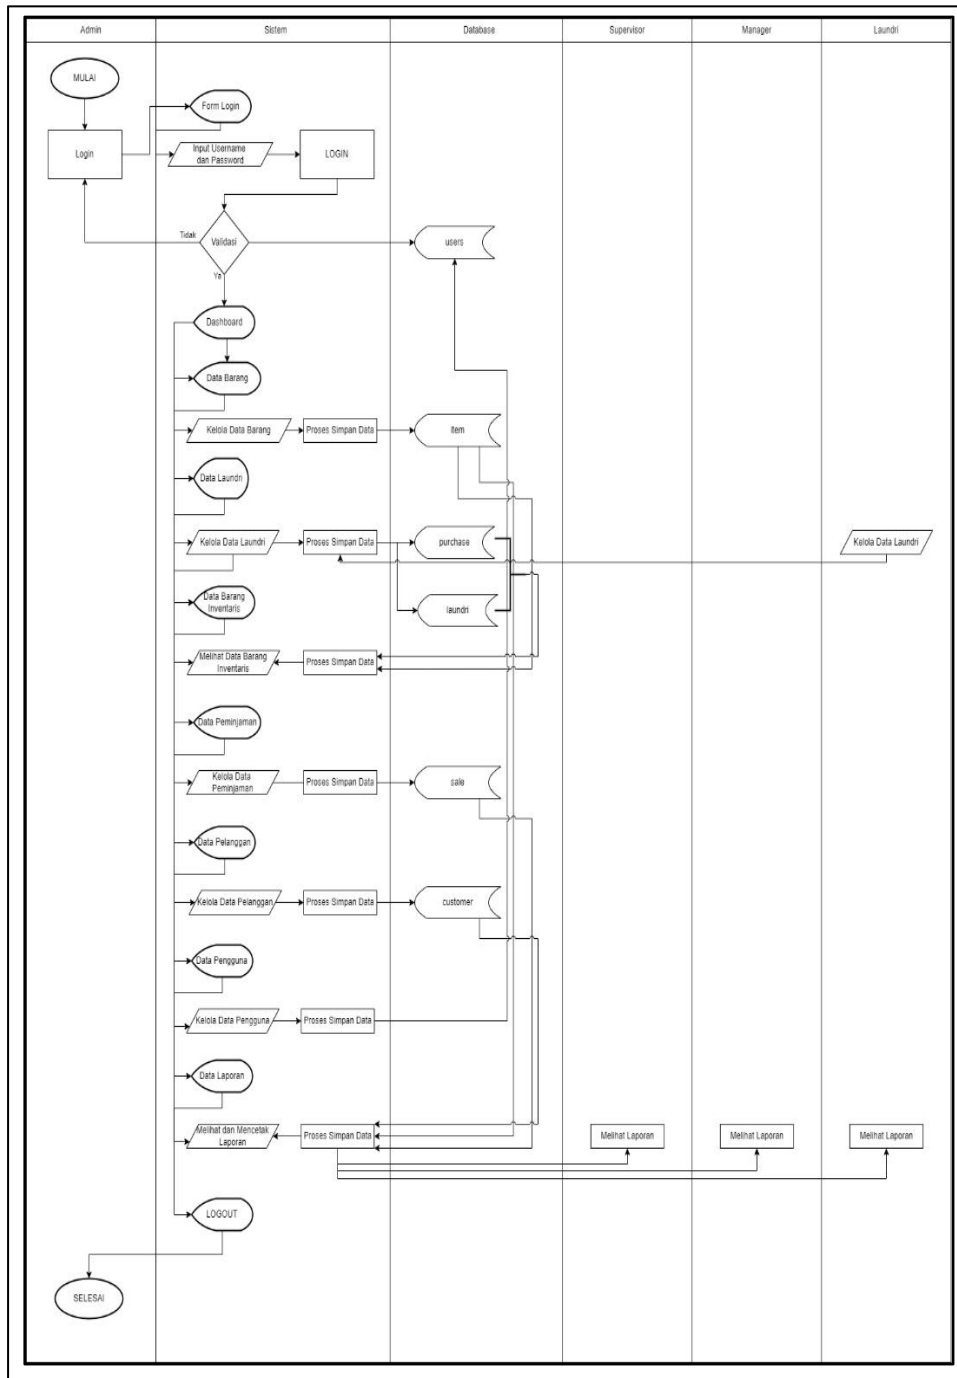 Admin
Sistem
Database
Supervisor
Manager
Laundri
MULAI
Form Login
Login
Input Username
dan Password
LOGIN
Tidak
Validasi
users
Ya
Dashboard
Data Barang
Kelola Data Barang
Proses Simpan Data
item
Data Laundri
Kelola Data Laundri
Proses Simpan Data
purchase
Kelola Data Laundri
Data Barang
Inventaris
laundri
Melihat Data Barang
Inventaris
Proses Simpan Data
Data Peminjaman
Kelola Data
Peminjaman
Proses Simpan Data
sale
Data Pelanggan
Kelola Data Pelanggan
Proses Simpan Data
customer
Data Pengguna
Kelola Data Pengguna
Proses Simpan Data
Data Laporan
Melihat dan Mencetak
Laporan
Proses Simpan Data
Melihat Laporan
Melihat Laporan
Melihat Laporan
LOGOUT
SELESAI